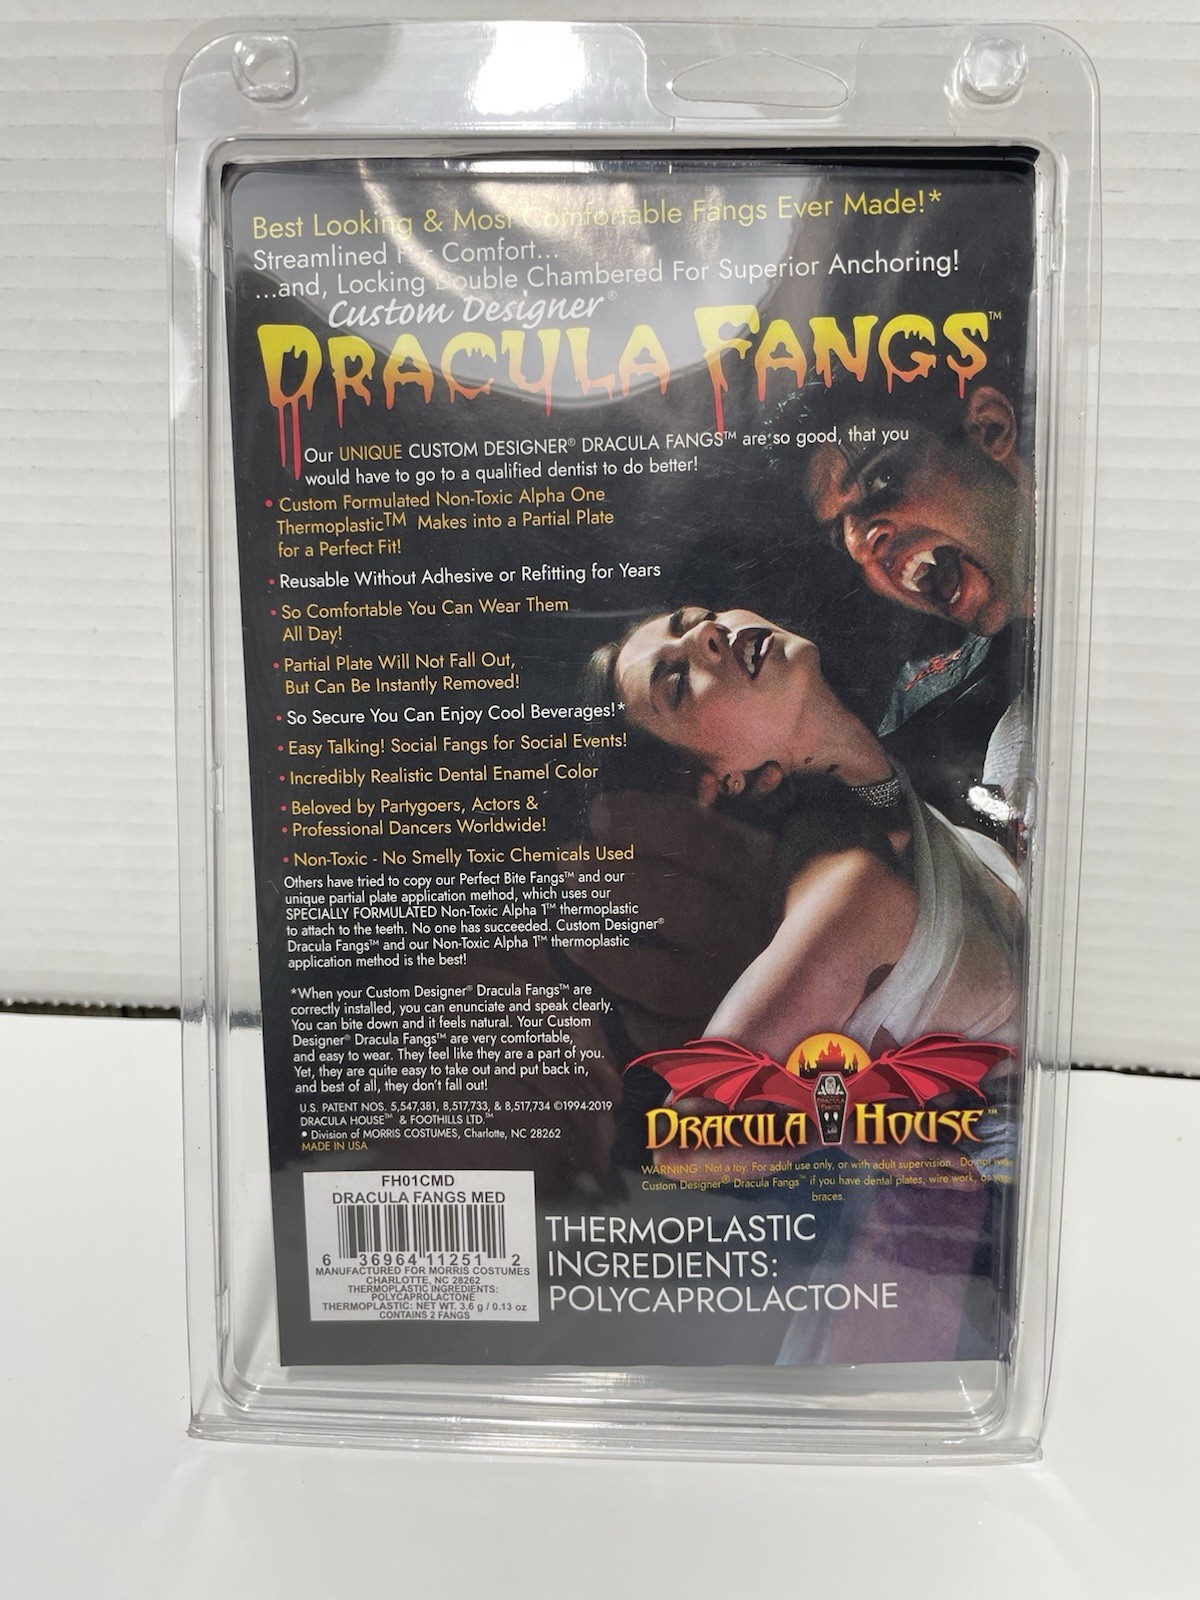 Best Looking & Most Comfortable Fangs Ever Made!*
Streamlined For Comfort...
...and, Locking Double Chambered For Superior Anchoring!
Custom Designer®
DRACULA FANGS™
Our UNIQUE CUSTOM DESIGNER® DRACULA FANGS™ are so good, that you
would have to go to a qualified dentist to do better!
• Custom Formulated Non-Toxic Alpha One
Thermoplastic™ Makes into a Partial Plate
for a Perfect Fit!
• Reusable Without Adhesive or Refitting for Years
• So Comfortable You Can Wear Them
All Day!
• Partial Plate Will Not Fall Out,
But Can Be Instantly Removed!
• So Secure You Can Enjoy Cool Beverages!*
• Easy Talking! Social Fangs for Social Events!
• Incredibly Realistic Dental Enamel Color
• Beloved by Partygoers, Actors &
• Professional Dancers Worldwide!
• Non-Toxic - No Smelly Toxic Chemicals Used
Others have tried to copy our Perfect Bite Fangs™ and our
unique partial plate application method, which uses our
SPECIALLY FORMULATED Non-Toxic Alpha 1™ thermoplastic
to attach to the teeth. No one has succeeded. Custom Designer®
Dracula Fangs™ and our Non-Toxic Alpha 1™ thermoplastic
application method is the best!
*When your Custom Designer® Dracula Fangs™ are
correctly installed, you can enunciate and speak clearly.
You can bite down and it feels natural. Your Custom
Designer® Dracula Fangs™ are very comfortable,
and easy to wear. They feel like they are a part of you.
Yet, they are quite easy to take out and put back in,
and best of all, they don't fall out!
U.S. PATENT NOS. 5,547,381, 8,517,733, & 8,517,734 ©1994-2019
DRACULA HOUSE™ & FOOTHILLS LTD.™
• Division of MORRIS COSTUMES, Charlotte, NC 28262
MADE IN USA
DRACULA HOUSE™
WARNING: Not a toy. For adult use only, or with adult supervision. Do not
Custom Designer® Dracula Fangs™ if you have dental plates, wire work, or
braces.
FH01CMD
DRACULA FANGS MED
6 36964 11251 2
MANUFACTURED FOR MORRIS COSTUMES
CHARLOTTE, NC 28262
THERMOPLASTIC INGREDIENTS:
POLYCAPROLACTONE
THERMOPLASTIC: NET WT. 3.6 g / 0.13 oz
CONTAINS 2 FANGS
THERMOPLASTIC
INGREDIENTS:
POLYCAPROLACTONE